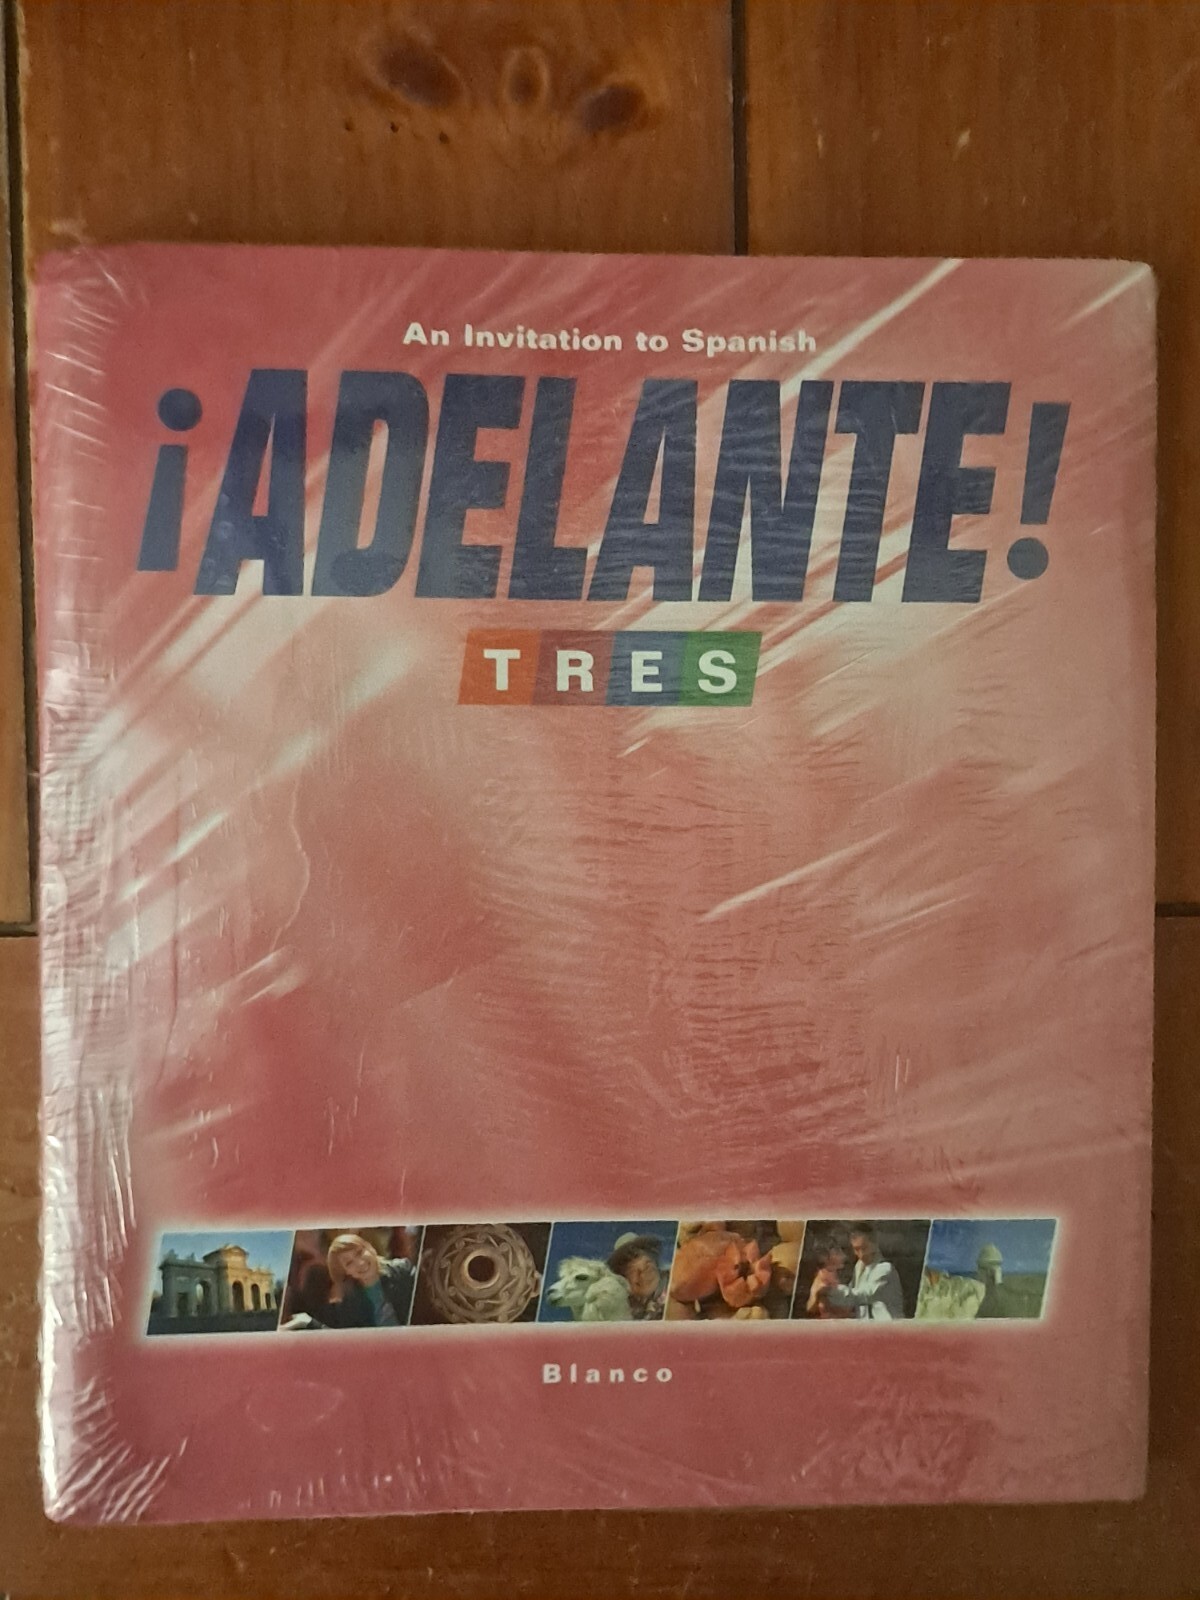 An Invitation to Spanish
¡ADELANTE!
TRES
Blanco